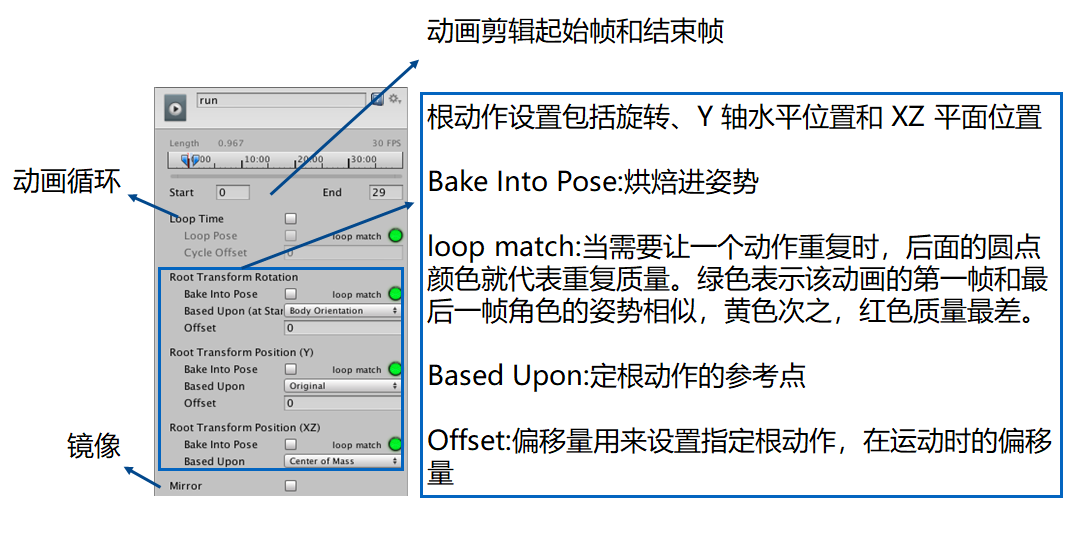 动画剪辑起始帧和结束帧
run
Length 0.967 30 FPS
:00 10:00 20:00 30:00
Start 0 End 29
动画循环
Loop Time
Loop Pose loop match
Cycle Offset 0
Root Transform Rotation
Bake Into Pose loop match
Based Upon (at Star Body Orientation
Offset 0
Root Transform Position (Y)
Bake Into Pose loop match
Based Upon Original
Offset 0
Root Transform Position (XZ)
Bake Into Pose loop match
Based Upon Center of Mass
镜像
Mirror
根动作设置包括旋转、Y 轴水平位置和 XZ 平面位置
Bake Into Pose:烘焙进姿势
loop match:当需要让一个动作重复时，后面的圆点
颜色就代表重复质量。绿色表示该动画的第一帧和最
后一帧角色的姿势相似，黄色次之，红色质量最差。
Based Upon:定根动作的参考点
Offset:偏移量用来设置指定根动作，在运动时的偏移
量